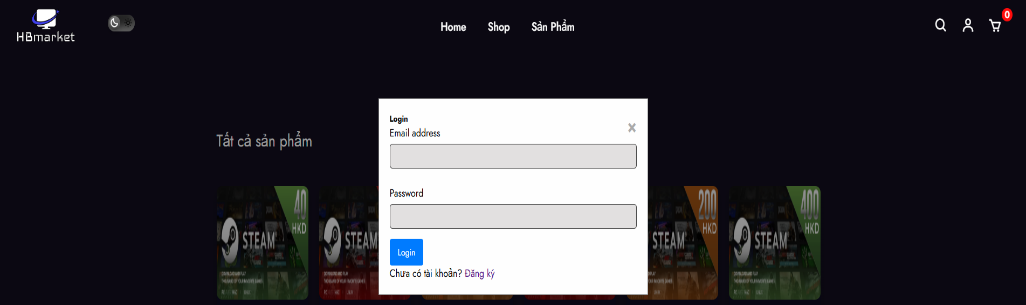 HBmarket
Home Shop Sản Phẩm
0
Login
×
Email address
Tất cả sản phẩm
Password
40 HKD
STEAM
STEAM
200 HKD
STEAM
400 HKD
STEAM
Login
Chưa có tài khoản? Đăng ký